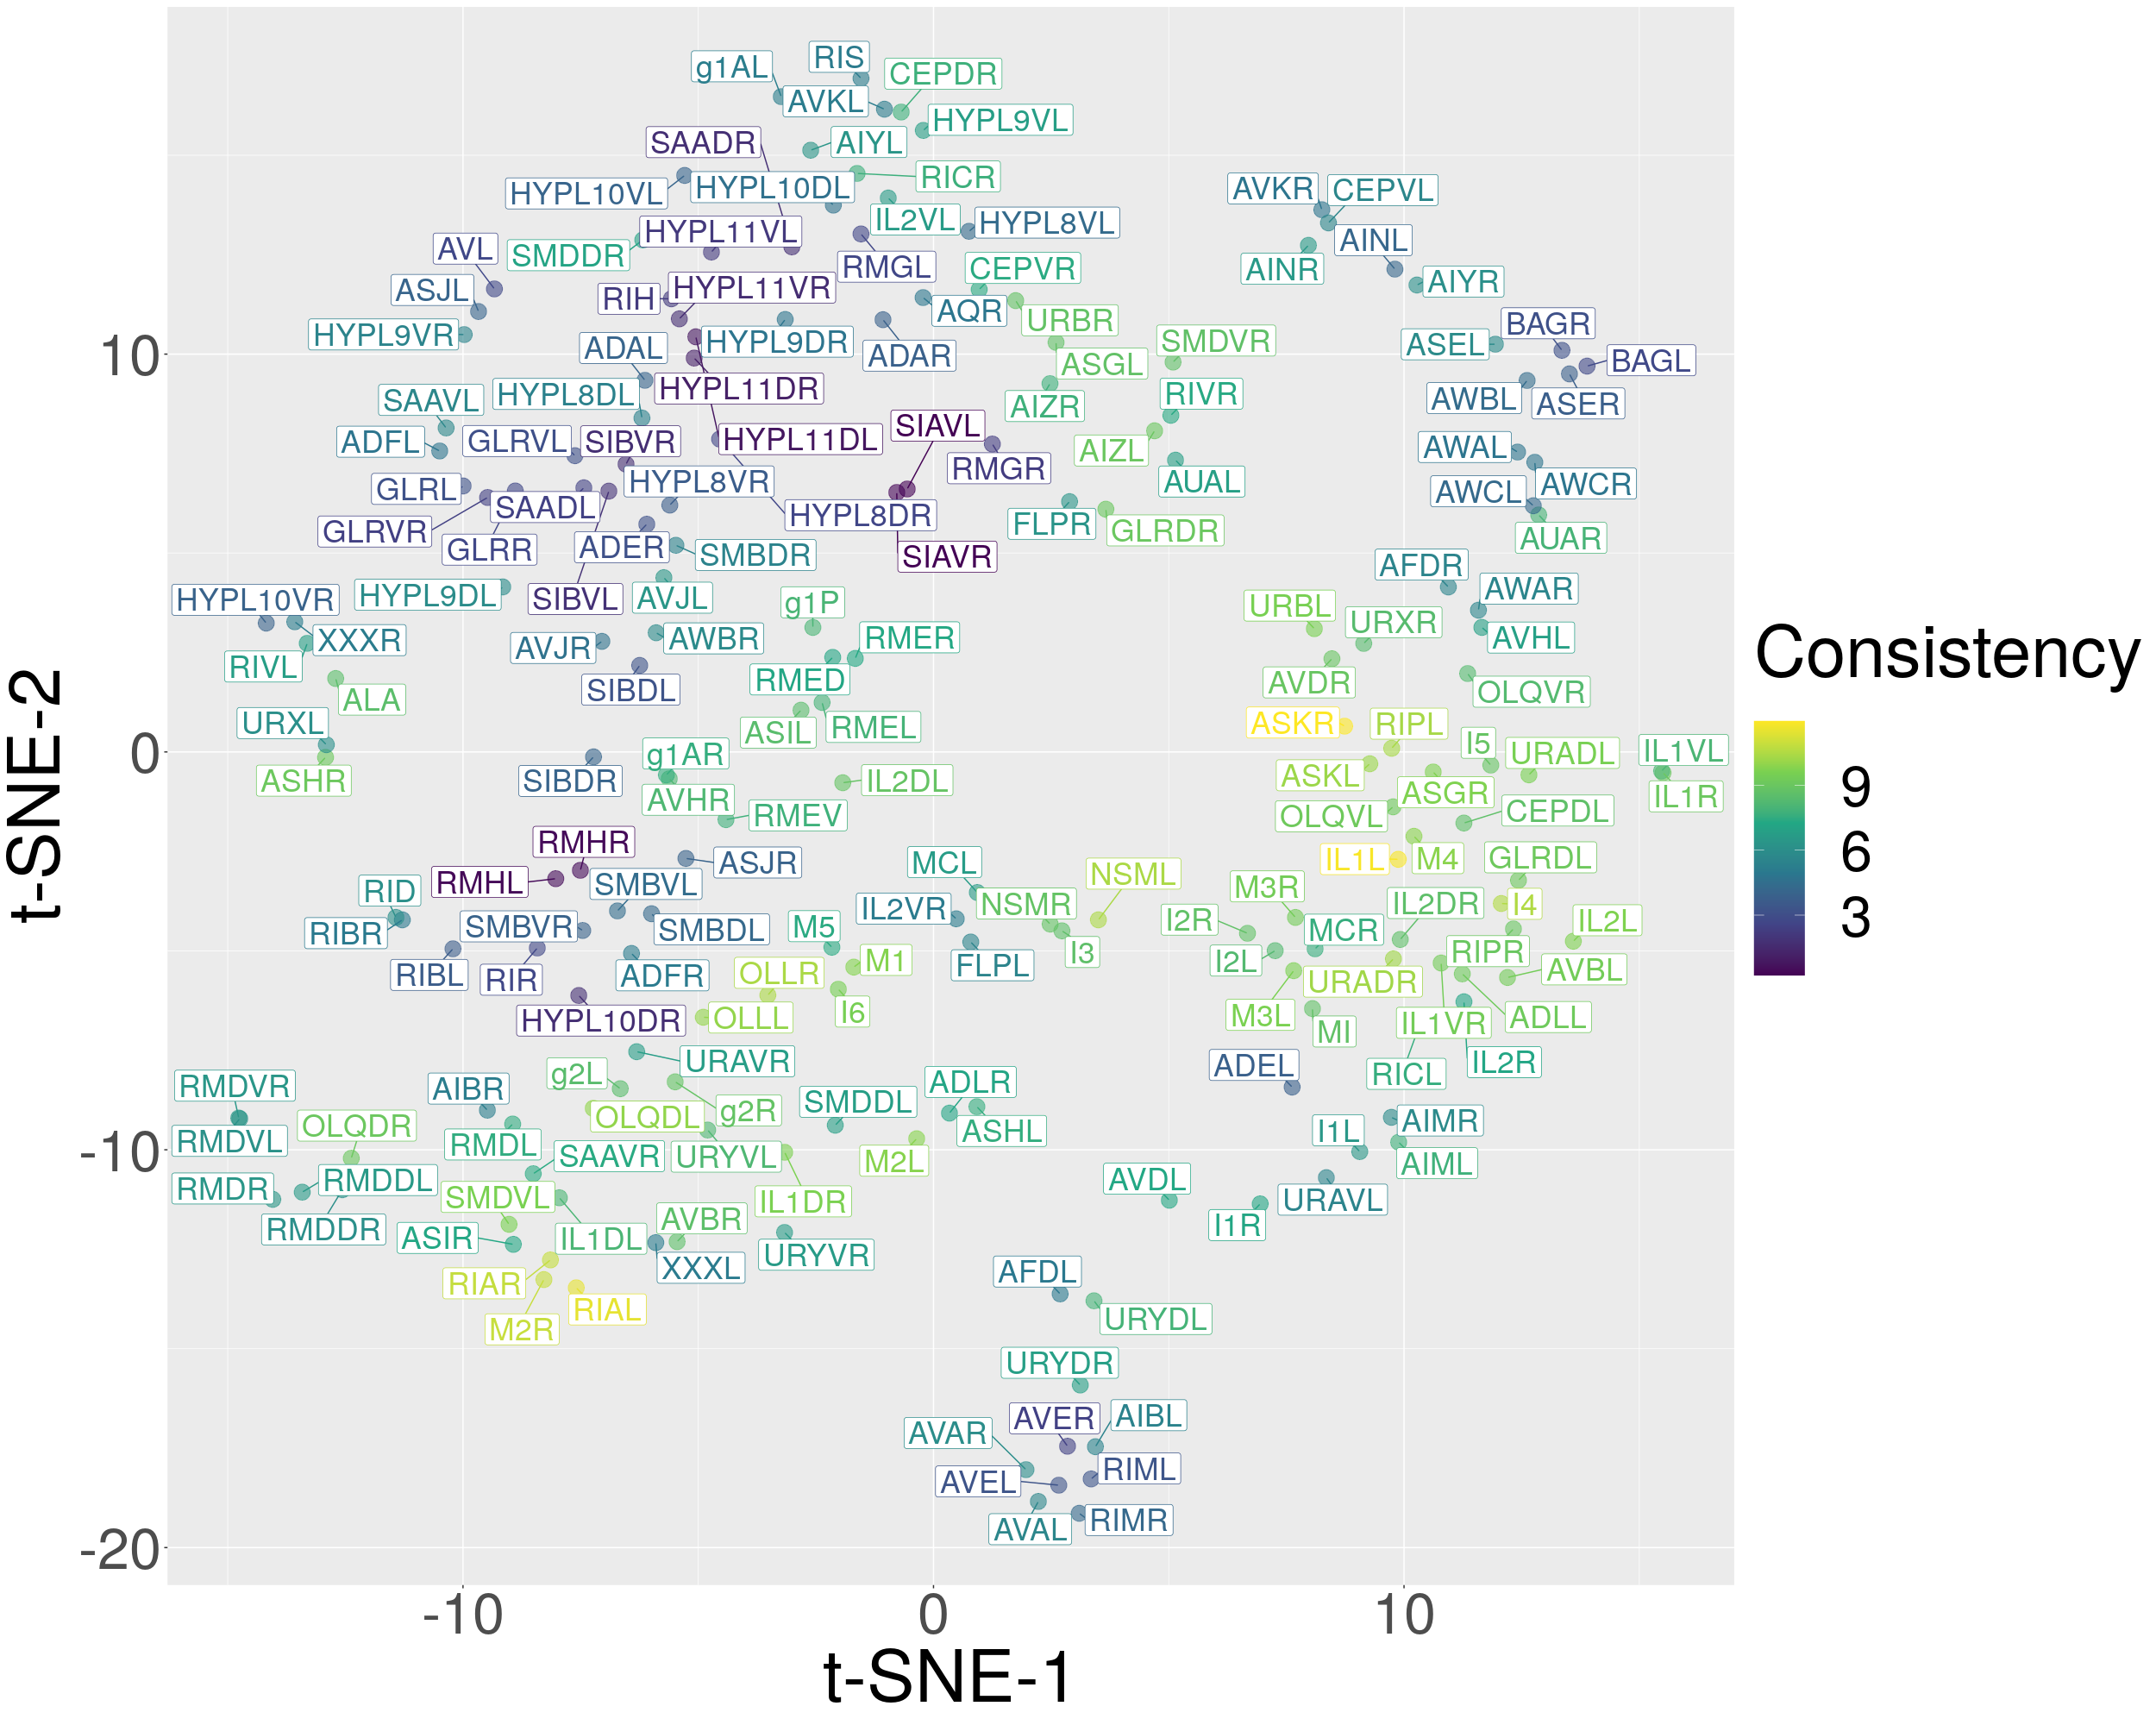 RIS
g1AL
CEPDR
AVKL
HYPL9VL
SAADR
AIYL
RICR
HYPL10VL
HYPL10DL
AVKR
CEPVL
IL2VL
HYPL8VL
HYPL11VL
AINL
AVL
SMDDR
RMGL
CEPVR
AINR
AIYR
ASJL
RIH
HYPL11VR
AQR
URBR
BAGR
HYPL9VR
ADAL
HYPL9DR
ADAR
SMDVR
ASEL
ASGL
BAGL
HYPL11DR
HYPL8DL
RIVR
AWBL
ASER
SAAVL
AIZR
SIAVL
ADFL
GLRVL
SIBVR
HYPL11DL
AIZL
AWAL
RMGR
AUAL
HYPL8VR
AWCR
GLRL
AWCL
SAADL
HYPL8DR
GLRVR
FLPR
GLRDR
AUAR
GLRR
ADER
SMBDR
SIAVR
AFDR
AWAR
HYPL10VR
HYPL9DL
SIBVL
AVJL
g1P
URBL
URXR
XXXR
AVJR
AWBR
RMER
AVHL
RIVL
RMED
AVDR
SIBDL
OLQVR
ALA
URXL
ASIL
RMEL
ASKR
RIPL
I5
g1AR
URADL
IL1VL
ASHR
SIBDR
IL2DL
ASKL
ASGR
IL1R
AVHR
RMEV
OLQVL
CEPDL
RMHR
ASJR
MCL
NSML
IL1L
M4
GLRDL
RMHL
SMBVL
RID
M3R
IL2VR
NSMR
IL2DR
I4
RIBR
SMBVR
SMBDL
M5
I2R
MCR
IL2L
I3
I2L
RIPR
RIBL
RIR
ADFR
OLLR
M1
FLPL
URADR
AVBL
HYPL10DR
OLLL
I6
M3L
MI
IL1VR
ADLL
URAVR
ADEL
RICL
IL2R
RMDVR
AIBR
g2L
ADLR
SMDDL
g2R
OLQDL
OLQDR
RMDVL
RMDL
ASHL
I1L
AIMR
SAAVR
URYVL
M2L
AIML
RMDR
RMDDL
AVDL
SMDVL
IL1DR
URAVL
RMDDR
AVBR
I1R
ASIR
IL1DL
URYVR
XXXL
AFDL
RIAR
RIAL
URYDL
M2R
URYDR
AVER
AIBL
AVAR
RIML
AVEL
RIMR
AVAL
10
0
-10
-20
-10
0
10
t-SNE-1
t-SNE-2
Consistency
9
6
3